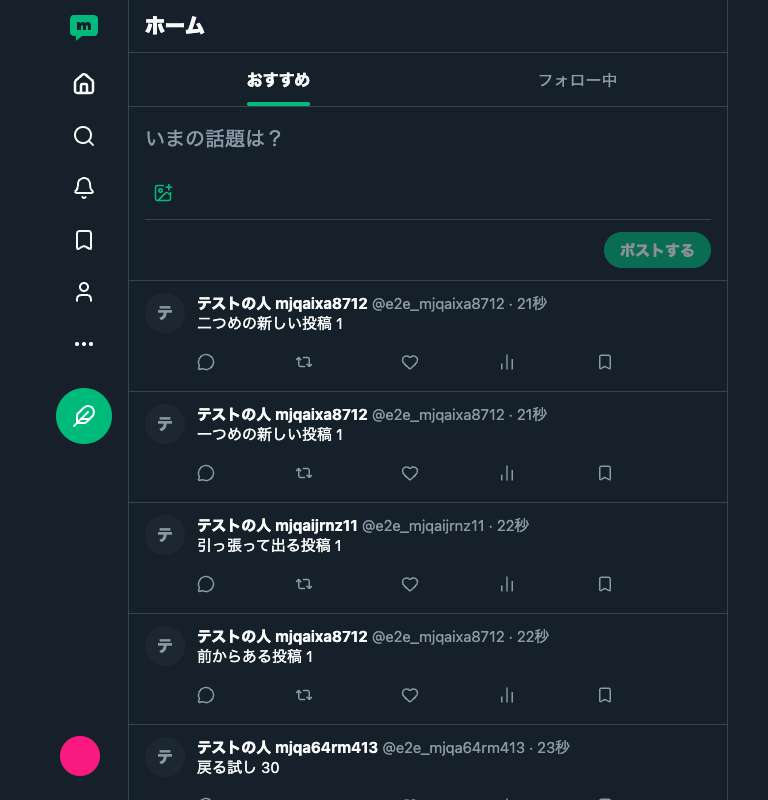 m
ホーム
おすすめ
フォロー中
いまの話題は？
ポストする
テ
テストの人 mjqaixa8712 @e2e_mjqaixa8712 · 21秒
二つめの新しい投稿 1
テ
テストの人 mjqaixa8712 @e2e_mjqaixa8712 · 21秒
一つめの新しい投稿 1
テ
テストの人 mjqaijrnz11 @e2e_mjqaijrnz11 · 22秒
引っ張って出る投稿 1
テ
テストの人 mjqaixa8712 @e2e_mjqaixa8712 · 22秒
前からある投稿 1
テ
テストの人 mjqa64rm413 @e2e_mjqa64rm413 · 23秒
戻る試し 30